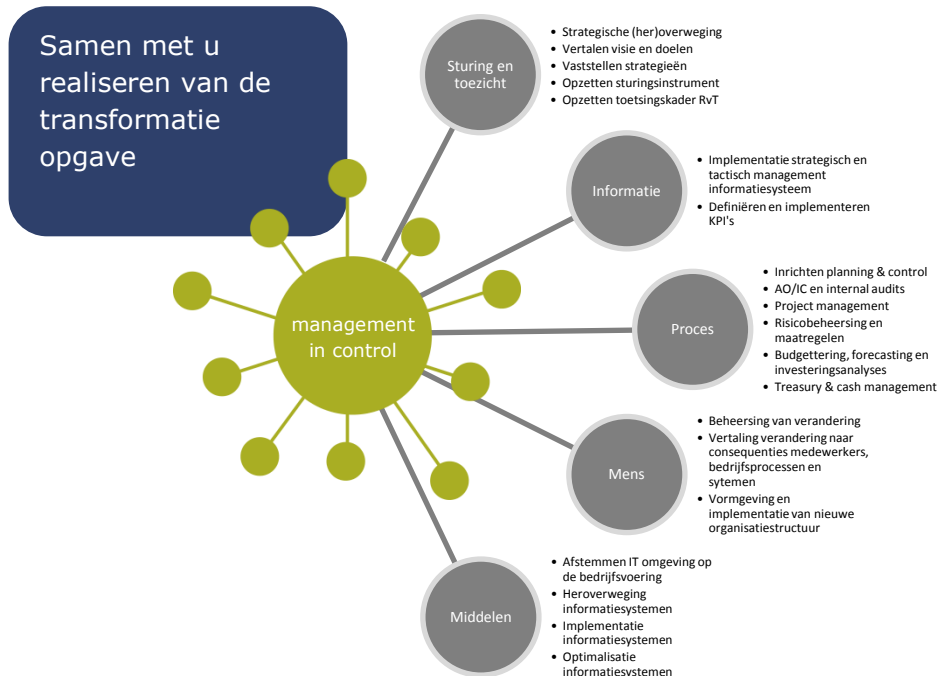 Samen met u
realiseren van de
transformatie
opgave
management
in control
Sturing en
toezicht
• Strategische (her)overweging
• Vertalen visie en doelen
• Vaststellen strategieën
• Opzetten sturingsinstrument
• Opzetten toetsingskader RvT
Informatie
• Implementatie strategisch en
tactisch management
informatiesysteem
• Definiëren en implementeren
KPI's
Proces
• Inrichten planning & control
• AO/IC en internal audits
• Project management
• Risicobeheersing en
maatregelen
• Budgettering, forecasting en
investeringsanalyses
• Treasury & cash management
Mens
• Beheersing van verandering
• Vertaling verandering naar
consequenties medewerkers,
bedrijfsprocessen en
sytemen
• Vormgeving en
implementatie van nieuwe
organisatiestructuur
Middelen
• Afstemmen IT omgeving op
de bedrijfsvoering
• Heroverweging
informatiesystemen
• Implementatie
informatiesystemen
• Optimalisatie
informatiesystemen